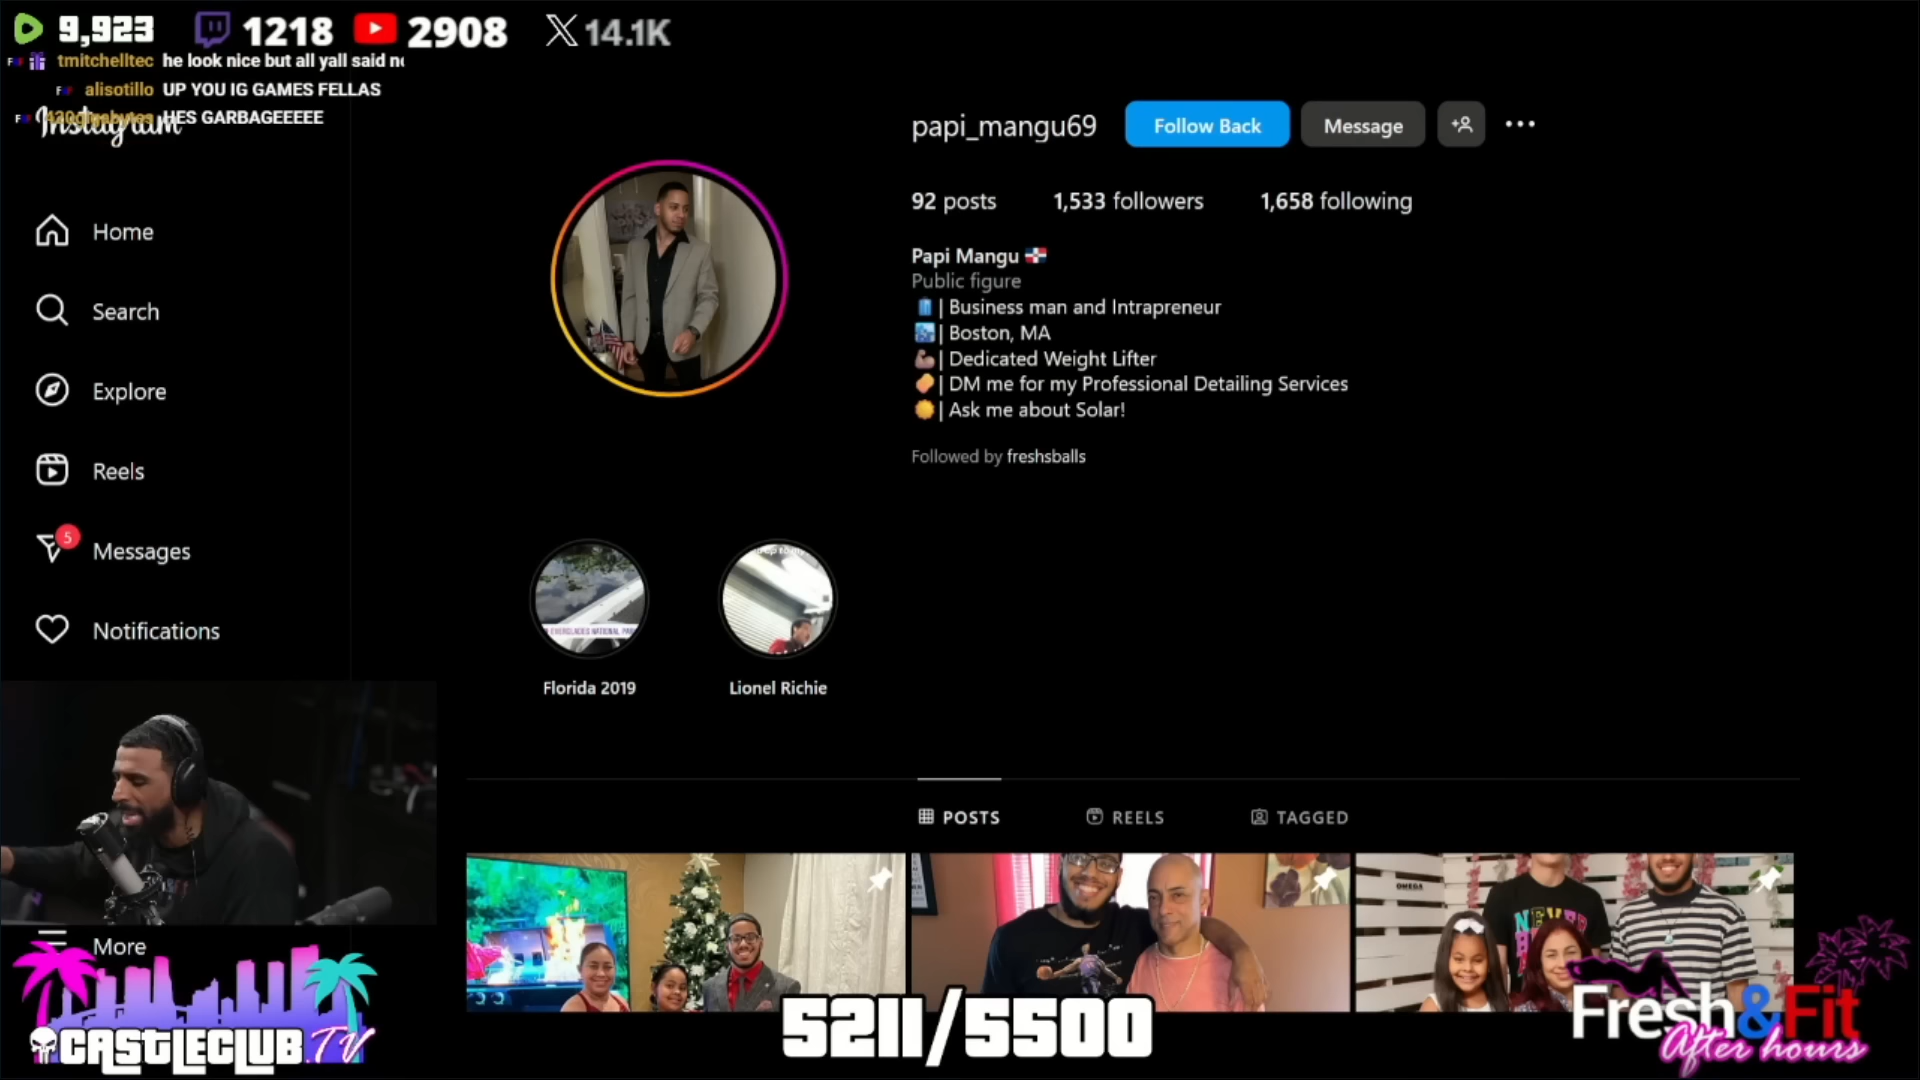 9,923 1218 2908 X 14.1K
tmitchelltec he look nice but all yall said
alisotillo UP YOU IG GAMES FELLAS
HES GARBAGEEEEE
Instagram
papi_mangu69 Follow Back Message
92 posts 1,533 followers 1,658 following
Papi Mangu
Public figure
| Business man and Intrapreneur
| Boston, MA
| Dedicated Weight Lifter
| DM me for my Professional Detailing Services
| Ask me about Solar!
Followed by freshsballs
Home
Search
Explore
Reels
5
Messages
Notifications
More
EVERGLADES NATIONAL
Florida 2019 Lionel Richie
POSTS REELS TAGGED
OMEGA
NEVER
5211/5500
CASTLECLUB.TV
Fresh&Fit
After hours